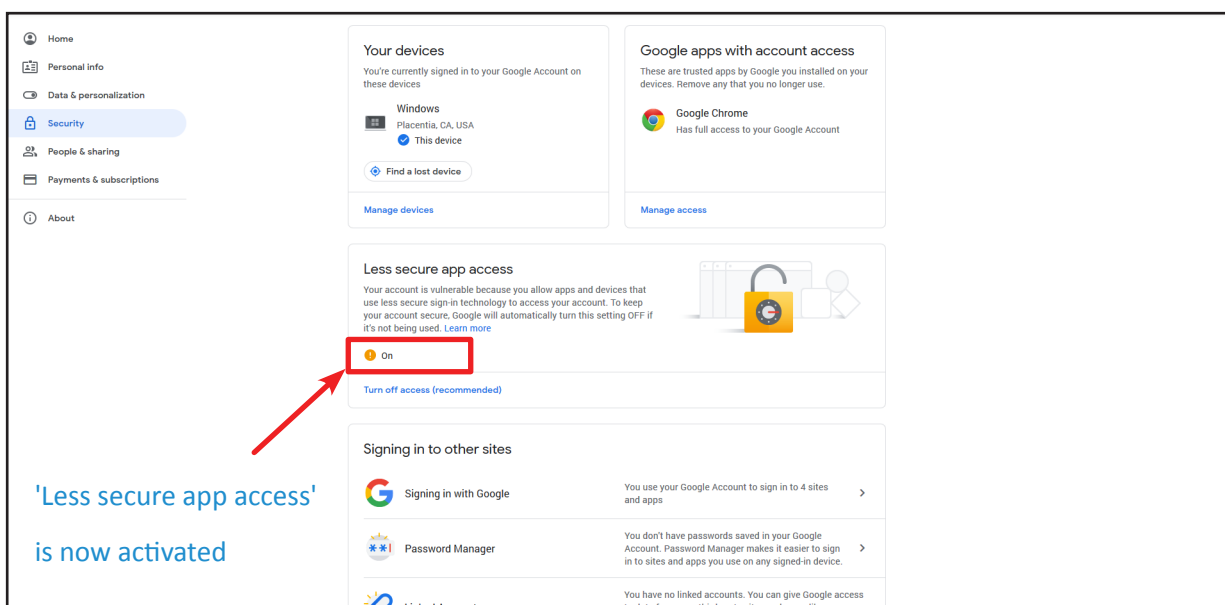 Home
Personal info
Data & personalization
Security
People & sharing
Payments & subscriptions
About
Your devices
You're currently signed in to your Google Account on
these devices
Windows
Placentia, CA, USA
This device
Find a lost device
Manage devices
Google apps with account access
These are trusted apps by Google you installed on your
devices. Remove any that you no longer use.
Google Chrome
Has full access to your Google Account
Manage access
Less secure app access
Your account is vulnerable because you allow apps and devices that
use less secure sign-in technology to access your account. To keep
your account secure, Google will automatically turn this setting OFF if
it's not being used. Learn more
On
Turn off access (recommended)
'Less secure app access'
is now activated
Signing in to other sites
Signing in with Google
You use your Google Account to sign in to 4 sites
and apps
Password Manager
You don't have passwords saved in your Google
Account. Password Manager makes it easier to sign
in to sites and apps you use on any signed-in device.
You have no linked accounts. You can give Google access